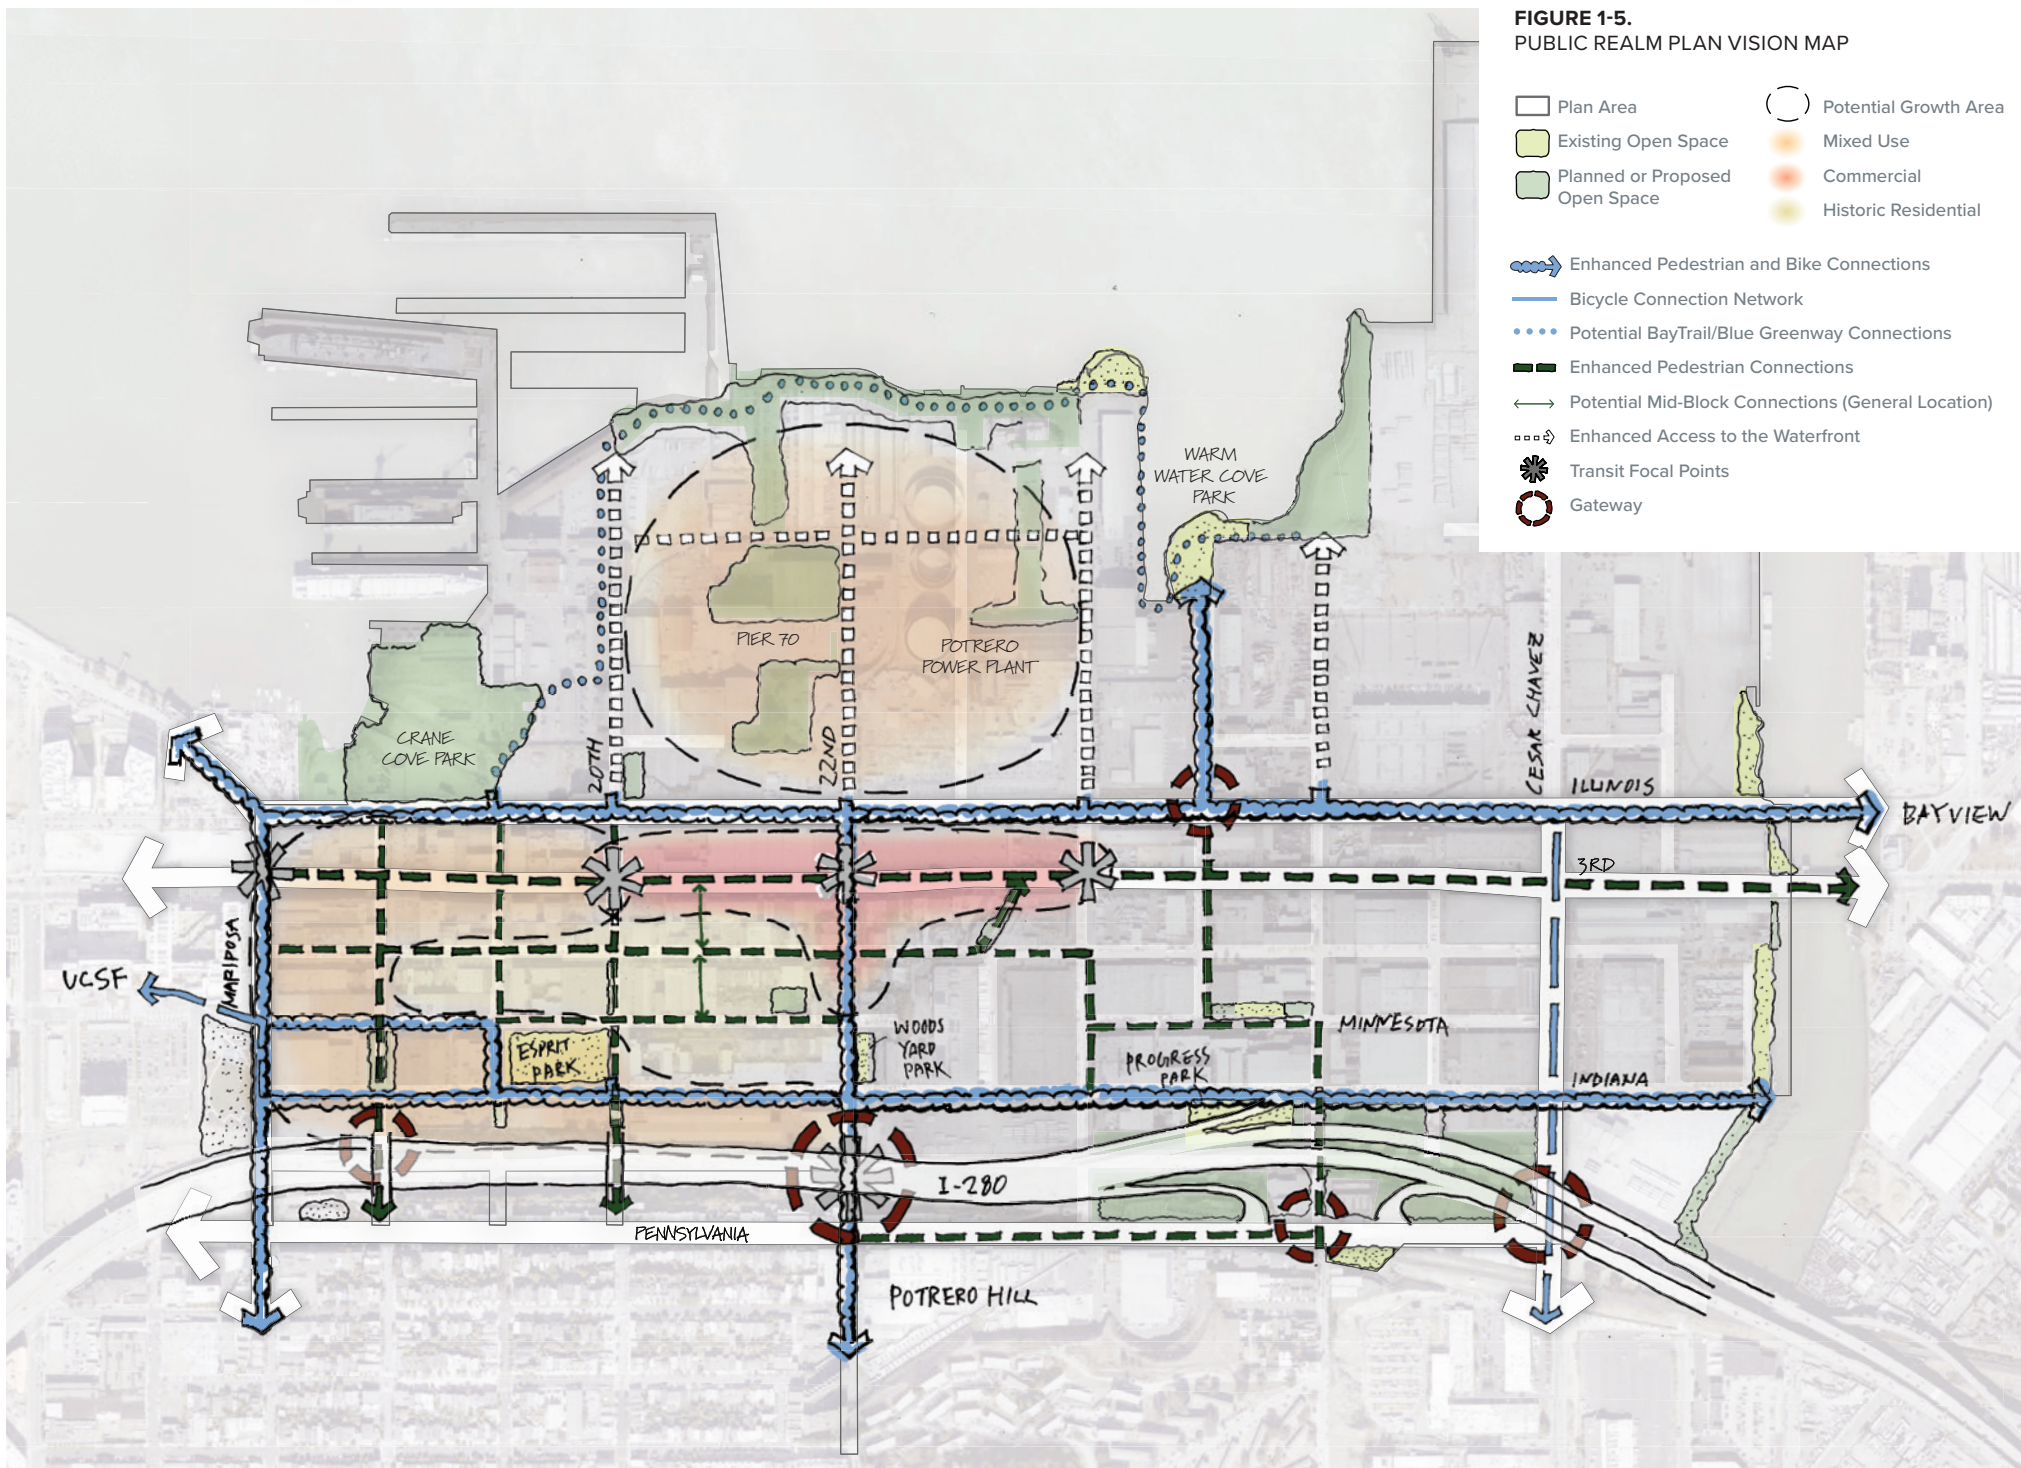 FIGURE 1-5.
PUBLIC REALM PLAN VISION MAP
Plan Area
Existing Open Space
Planned or Proposed
Open Space
Potential Growth Area
Mixed Use
Commercial
Historic Residential
Enhanced Pedestrian and Bike Connections
Bicycle Connection Network
Potential BayTrail/Blue Greenway Connections
Enhanced Pedestrian Connections
Potential Mid-Block Connections (General Location)
Enhanced Access to the Waterfront
Transit Focal Points
Gateway
WARM
WATER COVE
PARK
PIER 70
POTRERO
POWER PLANT
CRANE
COVE PARK
20TH
22ND
CESAR CHAVEZ
ILLINOIS
BAYVIEW
3RD
MARIPOSA
UCSF
ESPRIT
PARK
WOODS
YARD
PARK
PROGRESS
PARK
MINNESOTA
INDIANA
I-280
PENNSYLVANIA
POTRERO HILL